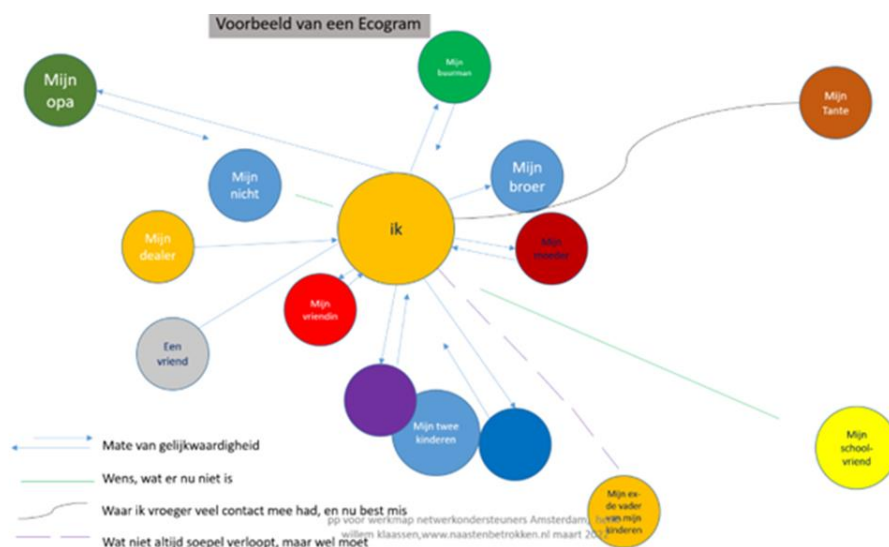 Voorbeeld van een Ecogram
Mijn
opa
Mijn
buurman
Mijn
Tante
Mijn
nicht
Mijn
broer
ik
Mijn
dealer
Mijn
moeder
Mijn
vriendin
Een
vriend
Mijn twee
kinderen
Mijn
school-
vriend
Mijn ex-
de vader
van mijn
kinderen
Mate van gelijkwaardigheid
Wens, wat er nu niet is
Waar ik vroeger veel contact mee had, en nu best mis
Wat niet altijd soepel verloopt, maar wel moet
pp voor werkmap netwerkondersteuners Amsterdam,
willem klaassen,www.naastenbetrokken.nl maart